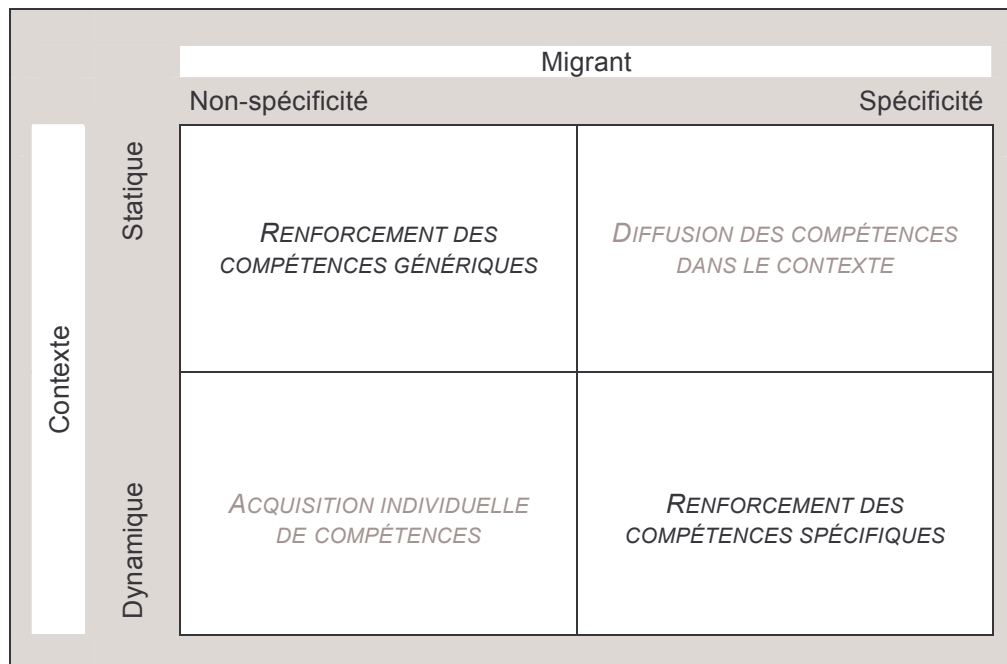 Migrant
Non-spécificité Spécificité
Contexte
Statique
RENFORCEMENT DES
COMPÉTENCES GÉNÉRIQUES
DIFFUSION DES COMPÉTENCES
DANS LE CONTEXTE
Dynamique
ACQUISITION INDIVIDUELLE
DE COMPÉTENCES
RENFORCEMENT DES
COMPÉTENCES SPÉCIFIQUES